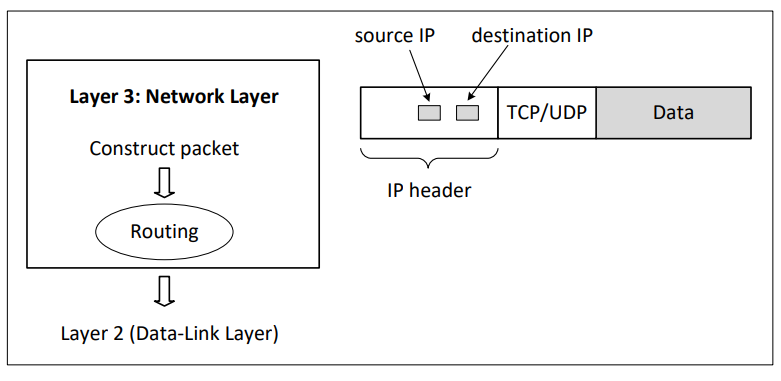 Layer 3: Network Layer
Construct packet
Routing
Layer 2 (Data-Link Layer)
source IP
destination IP
TCP/UDP
Data
IP header